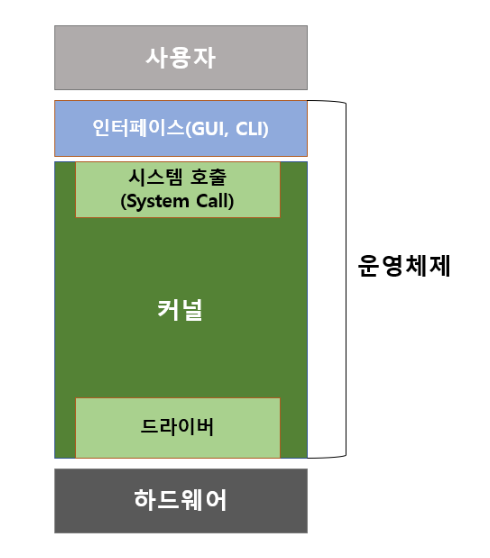 사용자
인터페이스(GUI, CLI)
시스템 호출
(System Call)
커널
운영체제
드라이버
하드웨어